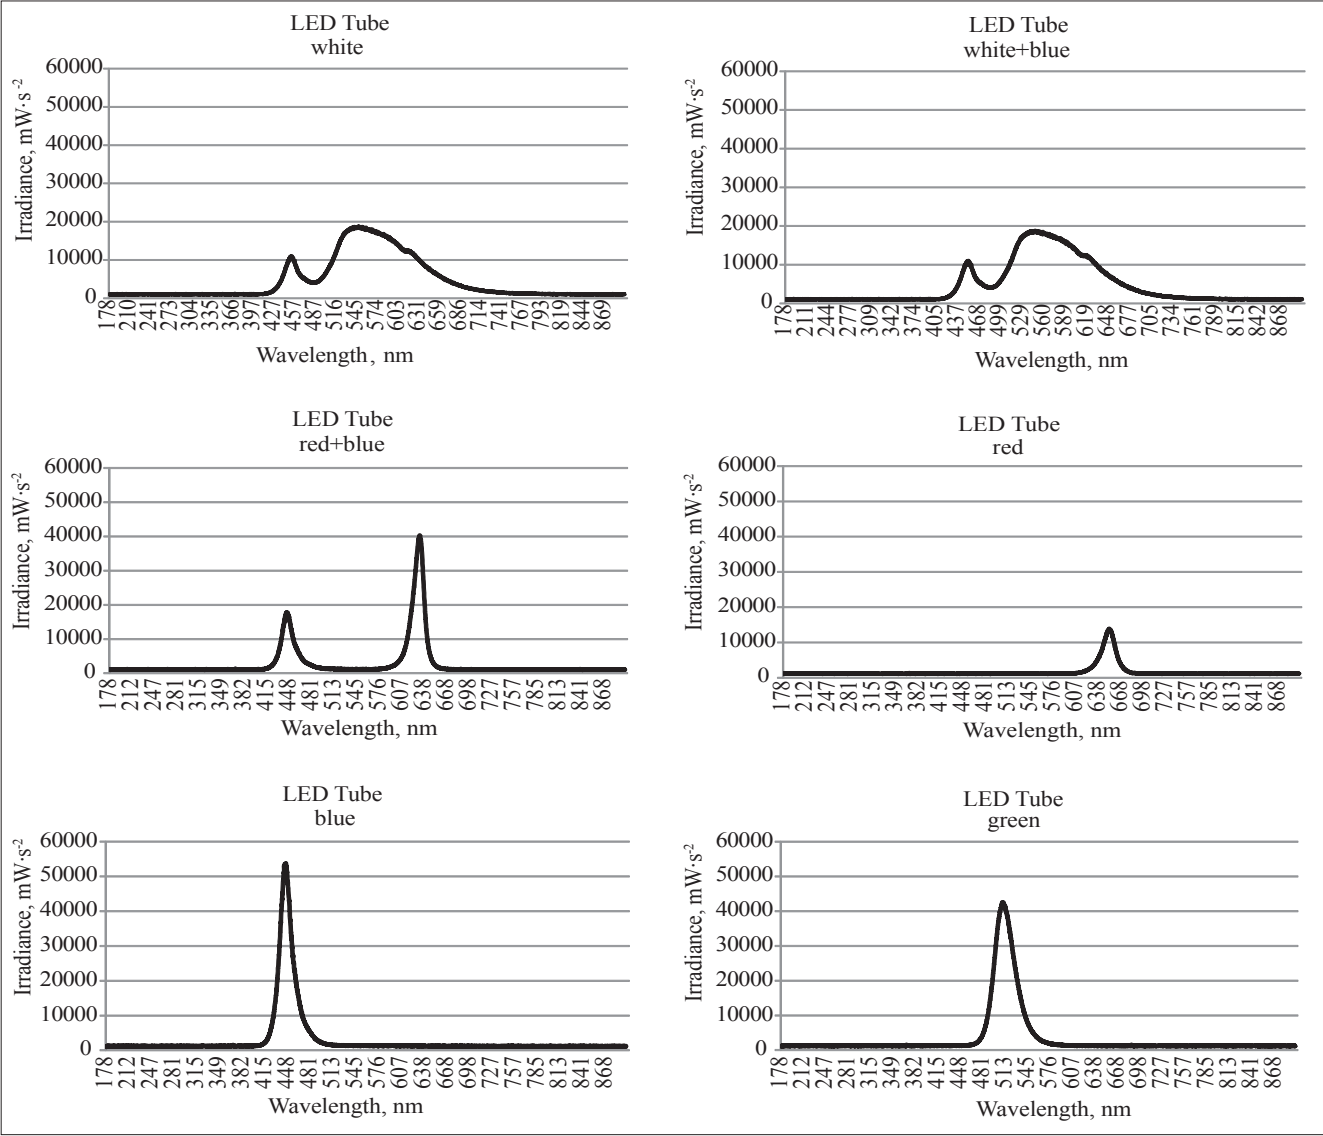 LED Tube
white
60000
50000
40000
30000
20000
10000
0
Irradiance, mW·s-2
178 210 241 273 304 335 366 397 427 457 487 516 545 574 603 631 659 686 714 741 767 793 819 844 869
Wavelength, nm
LED Tube
white+blue
60000
50000
40000
30000
20000
10000
0
Irradiance, mW·s-2
178 211 244 277 309 342 374 405 437 468 499 529 560 589 619 648 677 705 734 761 789 815 842 868
Wavelength, nm
LED Tube
red+blue
60000
50000
40000
30000
20000
10000
0
Irradiance, mW·s-2
178 212 247 281 315 349 382 415 448 481 513 545 576 607 638 668 698 727 757 785 813 841 868
Wavelength, nm
LED Tube
red
60000
50000
40000
30000
20000
10000
0
Irradiance, mW·s-2
178 212 247 281 315 349 382 415 448 481 513 545 576 607 638 668 698 727 757 785 813 841 868
Wavelength, nm
LED Tube
blue
60000
50000
40000
30000
20000
10000
0
Irradiance, mW·s-2
178 212 247 281 315 349 382 415 448 481 513 545 576 607 638 668 698 727 757 785 813 841 868
Wavelength, nm
LED Tube
green
60000
50000
40000
30000
20000
10000
0
Irradiance, mW·s-2
178 212 247 281 315 349 382 415 448 481 513 545 576 607 638 668 698 727 757 785 813 841 868
Wavelength, nm